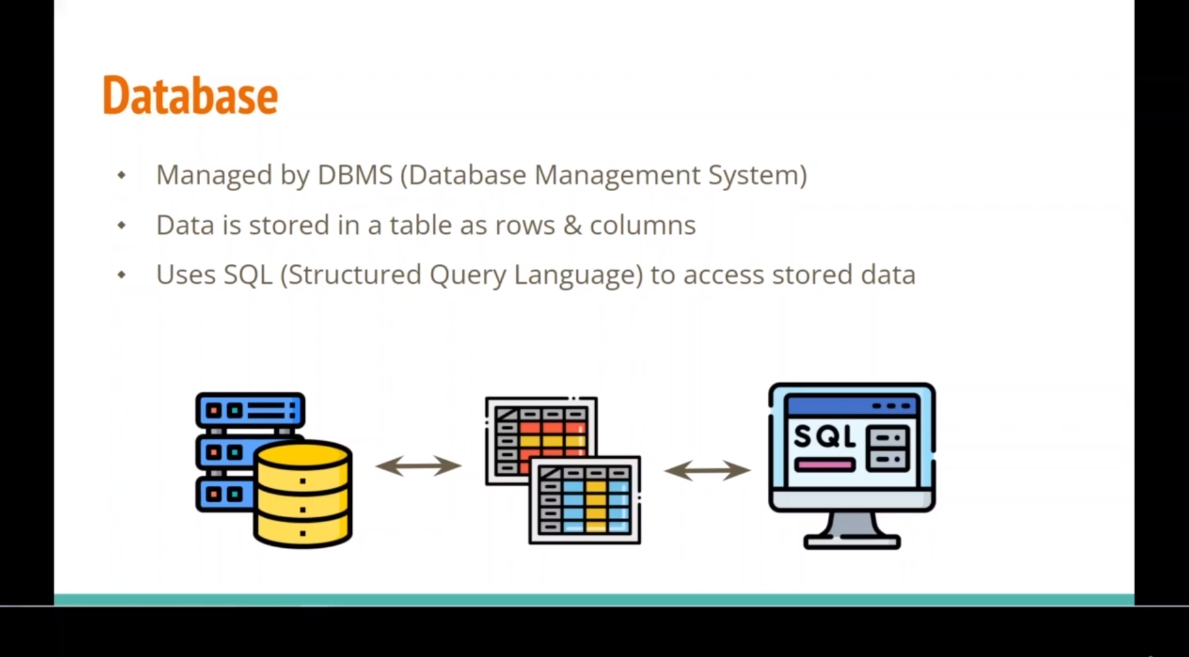 Database
Managed by DBMS (Database Management System)
Data is stored in a table as rows & columns
Uses SQL (Structured Query Language) to access stored data
SQL